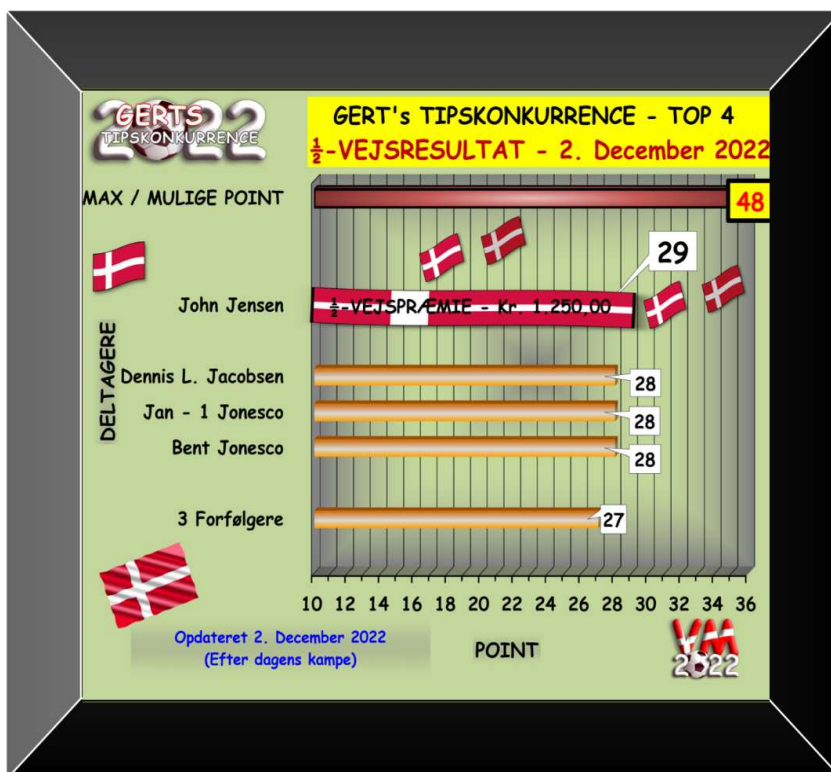 2022
GERTS
TIPSKONKURRENCE
GERT's TIPSKONKURRENCE - TOP 4
½-VEJSRESULTAT - 2. December 2022
MAX / MULIGE POINT
48
29
John Jensen
½-VEJSPRÆMIE - Kr. 1.250,00
DELTAGERE
Dennis L. Jacobsen
28
Jan - 1 Jonesco
28
Bent Jonesco
28
3 Forfølgere
27
10 12 14 16 18 20 22 24 26 28 30 32 34 36
Opdateret 2. December 2022
(Efter dagens kampe)
POINT
VM
2022